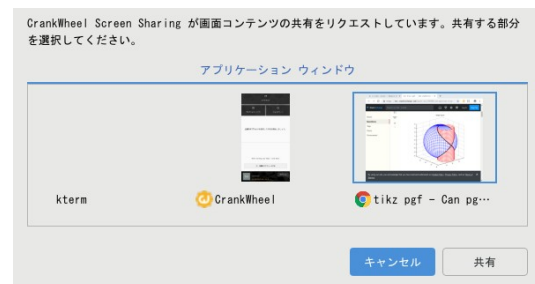 CrankWheel Screen Sharing が画面コンテンツの共有をリクエストしています。共有する部分
を選択してください。
アプリケーション ウィンドウ
kterm
CrankWheel
tikz pgf - Can pg…
キャンセル
共有